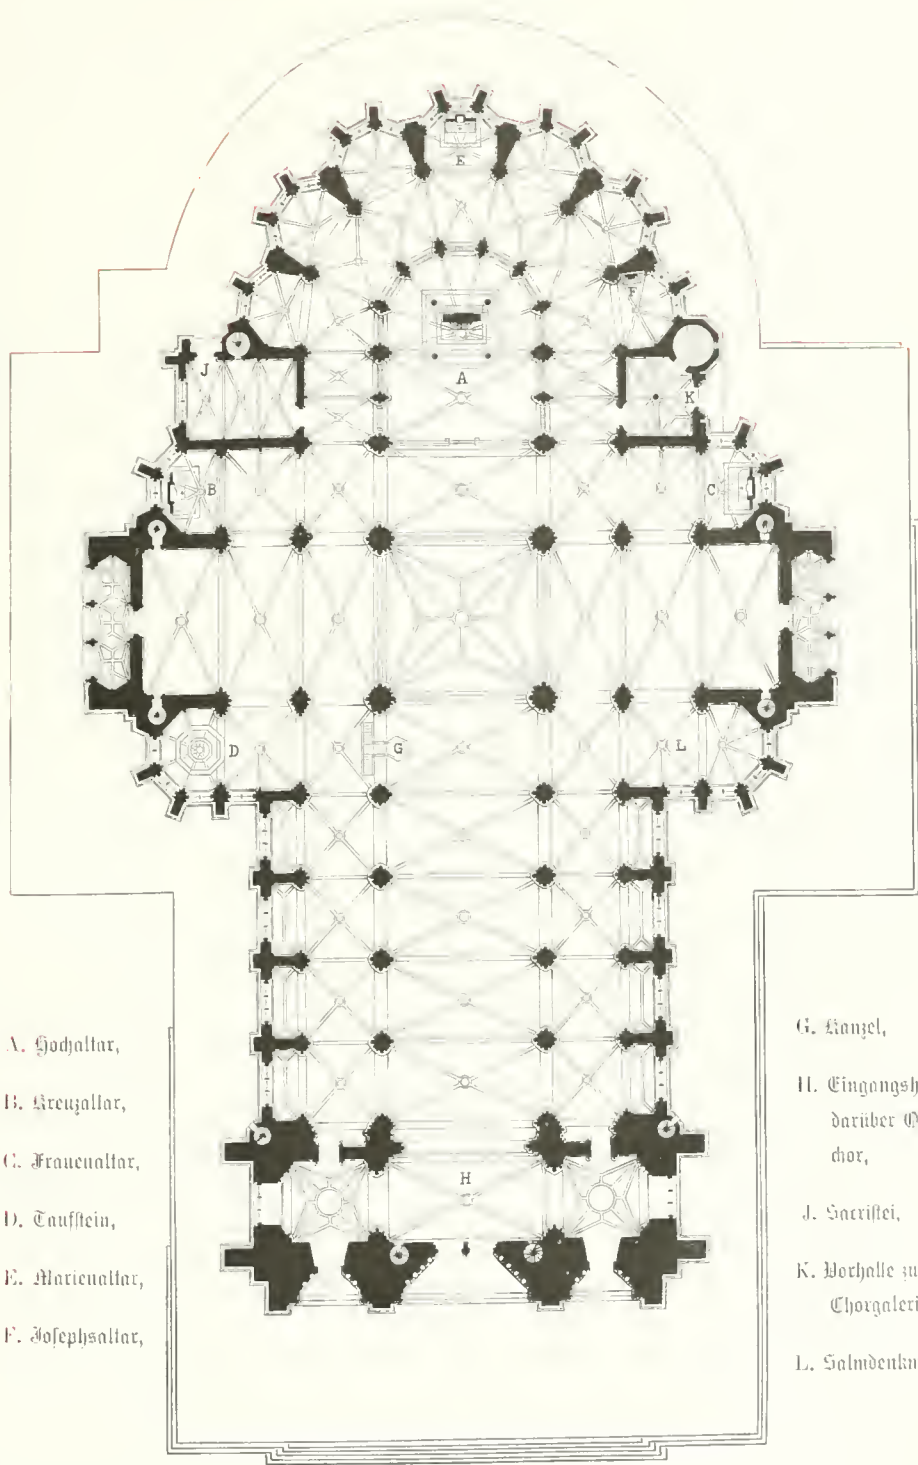 E
F
J
A
K
B
C
D
G
L
H
A. Hochaltar,
B. Kreuzaltar,
C. Frauenaltar,
D. Taufstein,
E. Marienaltar,
F. Josephsaltar,
G. Kanzel,
H. Eingangsh
darüber
chor,
J. Sacristei,
K. Vorhalle zu
Chorgaleri
L. Salmdenkm